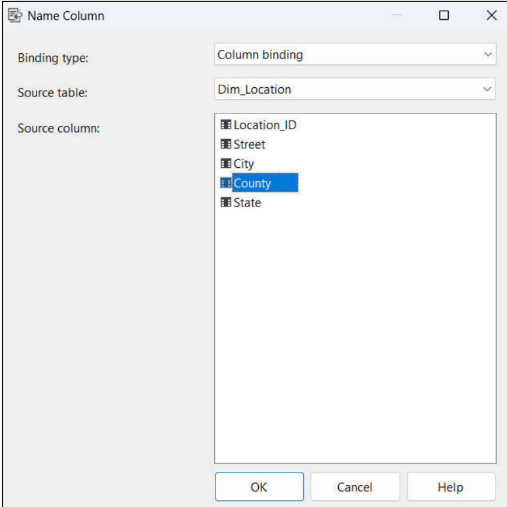 Name Column
Binding type: Column binding
Source table: Dim_Location
Source column: Location_ID
Street
City
County
State
OK Cancel Help